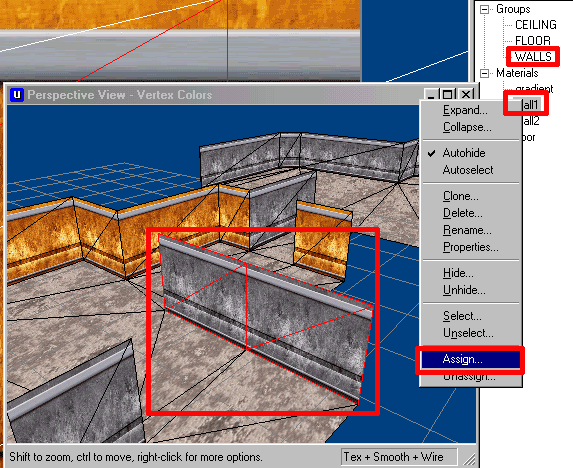 Groups
CEILING
FLOOR
WALLS
Materials
gradient
all1
all2
oor
Perspective View - Vertex Colors
Expand...
Collapse...
Autohide
Autoselect
Clone...
Delete...
Rename...
Properties...
Hide...
Unhide...
Select...
Unselect...
Assign...
Unassign...
Shift to zoom, ctrl to move, right-click for more options.
Tex + Smooth + Wire